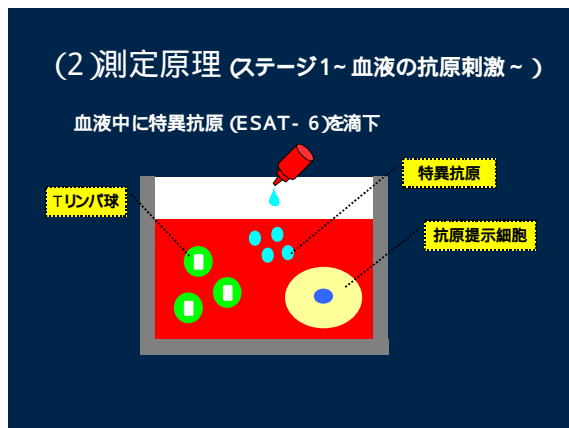 (2)測定原理(ステージ1~血液の抗原刺激~)
血液中に特異抗原(ESAT-6)を滴下
特異抗原
Tリンパ球
抗原提示細胞